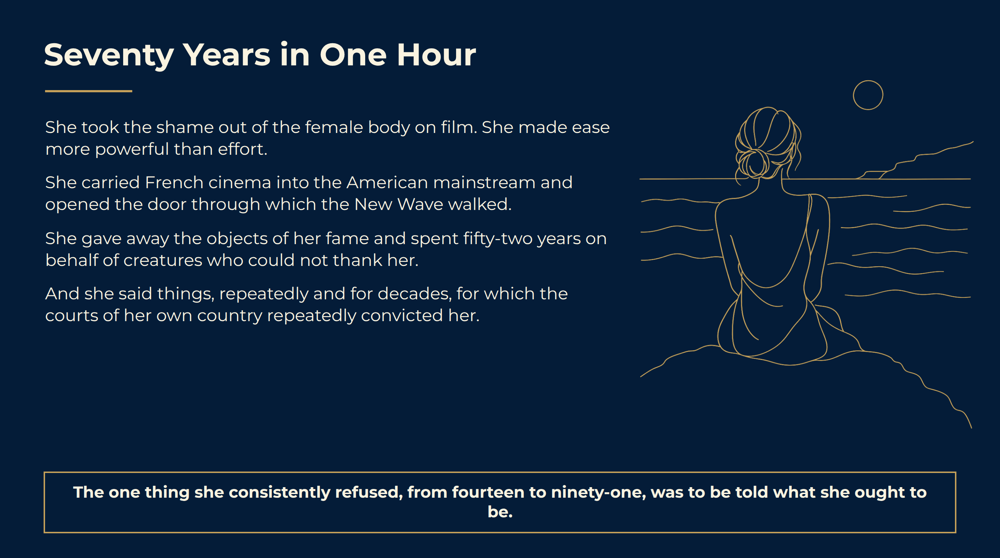 Seventy Years in One Hour
She took the shame out of the female body on film. She made ease
more powerful than effort.
She carried French cinema into the American mainstream and
opened the door through which the New Wave walked.
She gave away the objects of her fame and spent fifty-two years on
behalf of creatures who could not thank her.
And she said things, repeatedly and for decades, for which the
courts of her own country repeatedly convicted her.
The one thing she consistently refused, from fourteen to ninety-one, was to be told what she ought to
be.